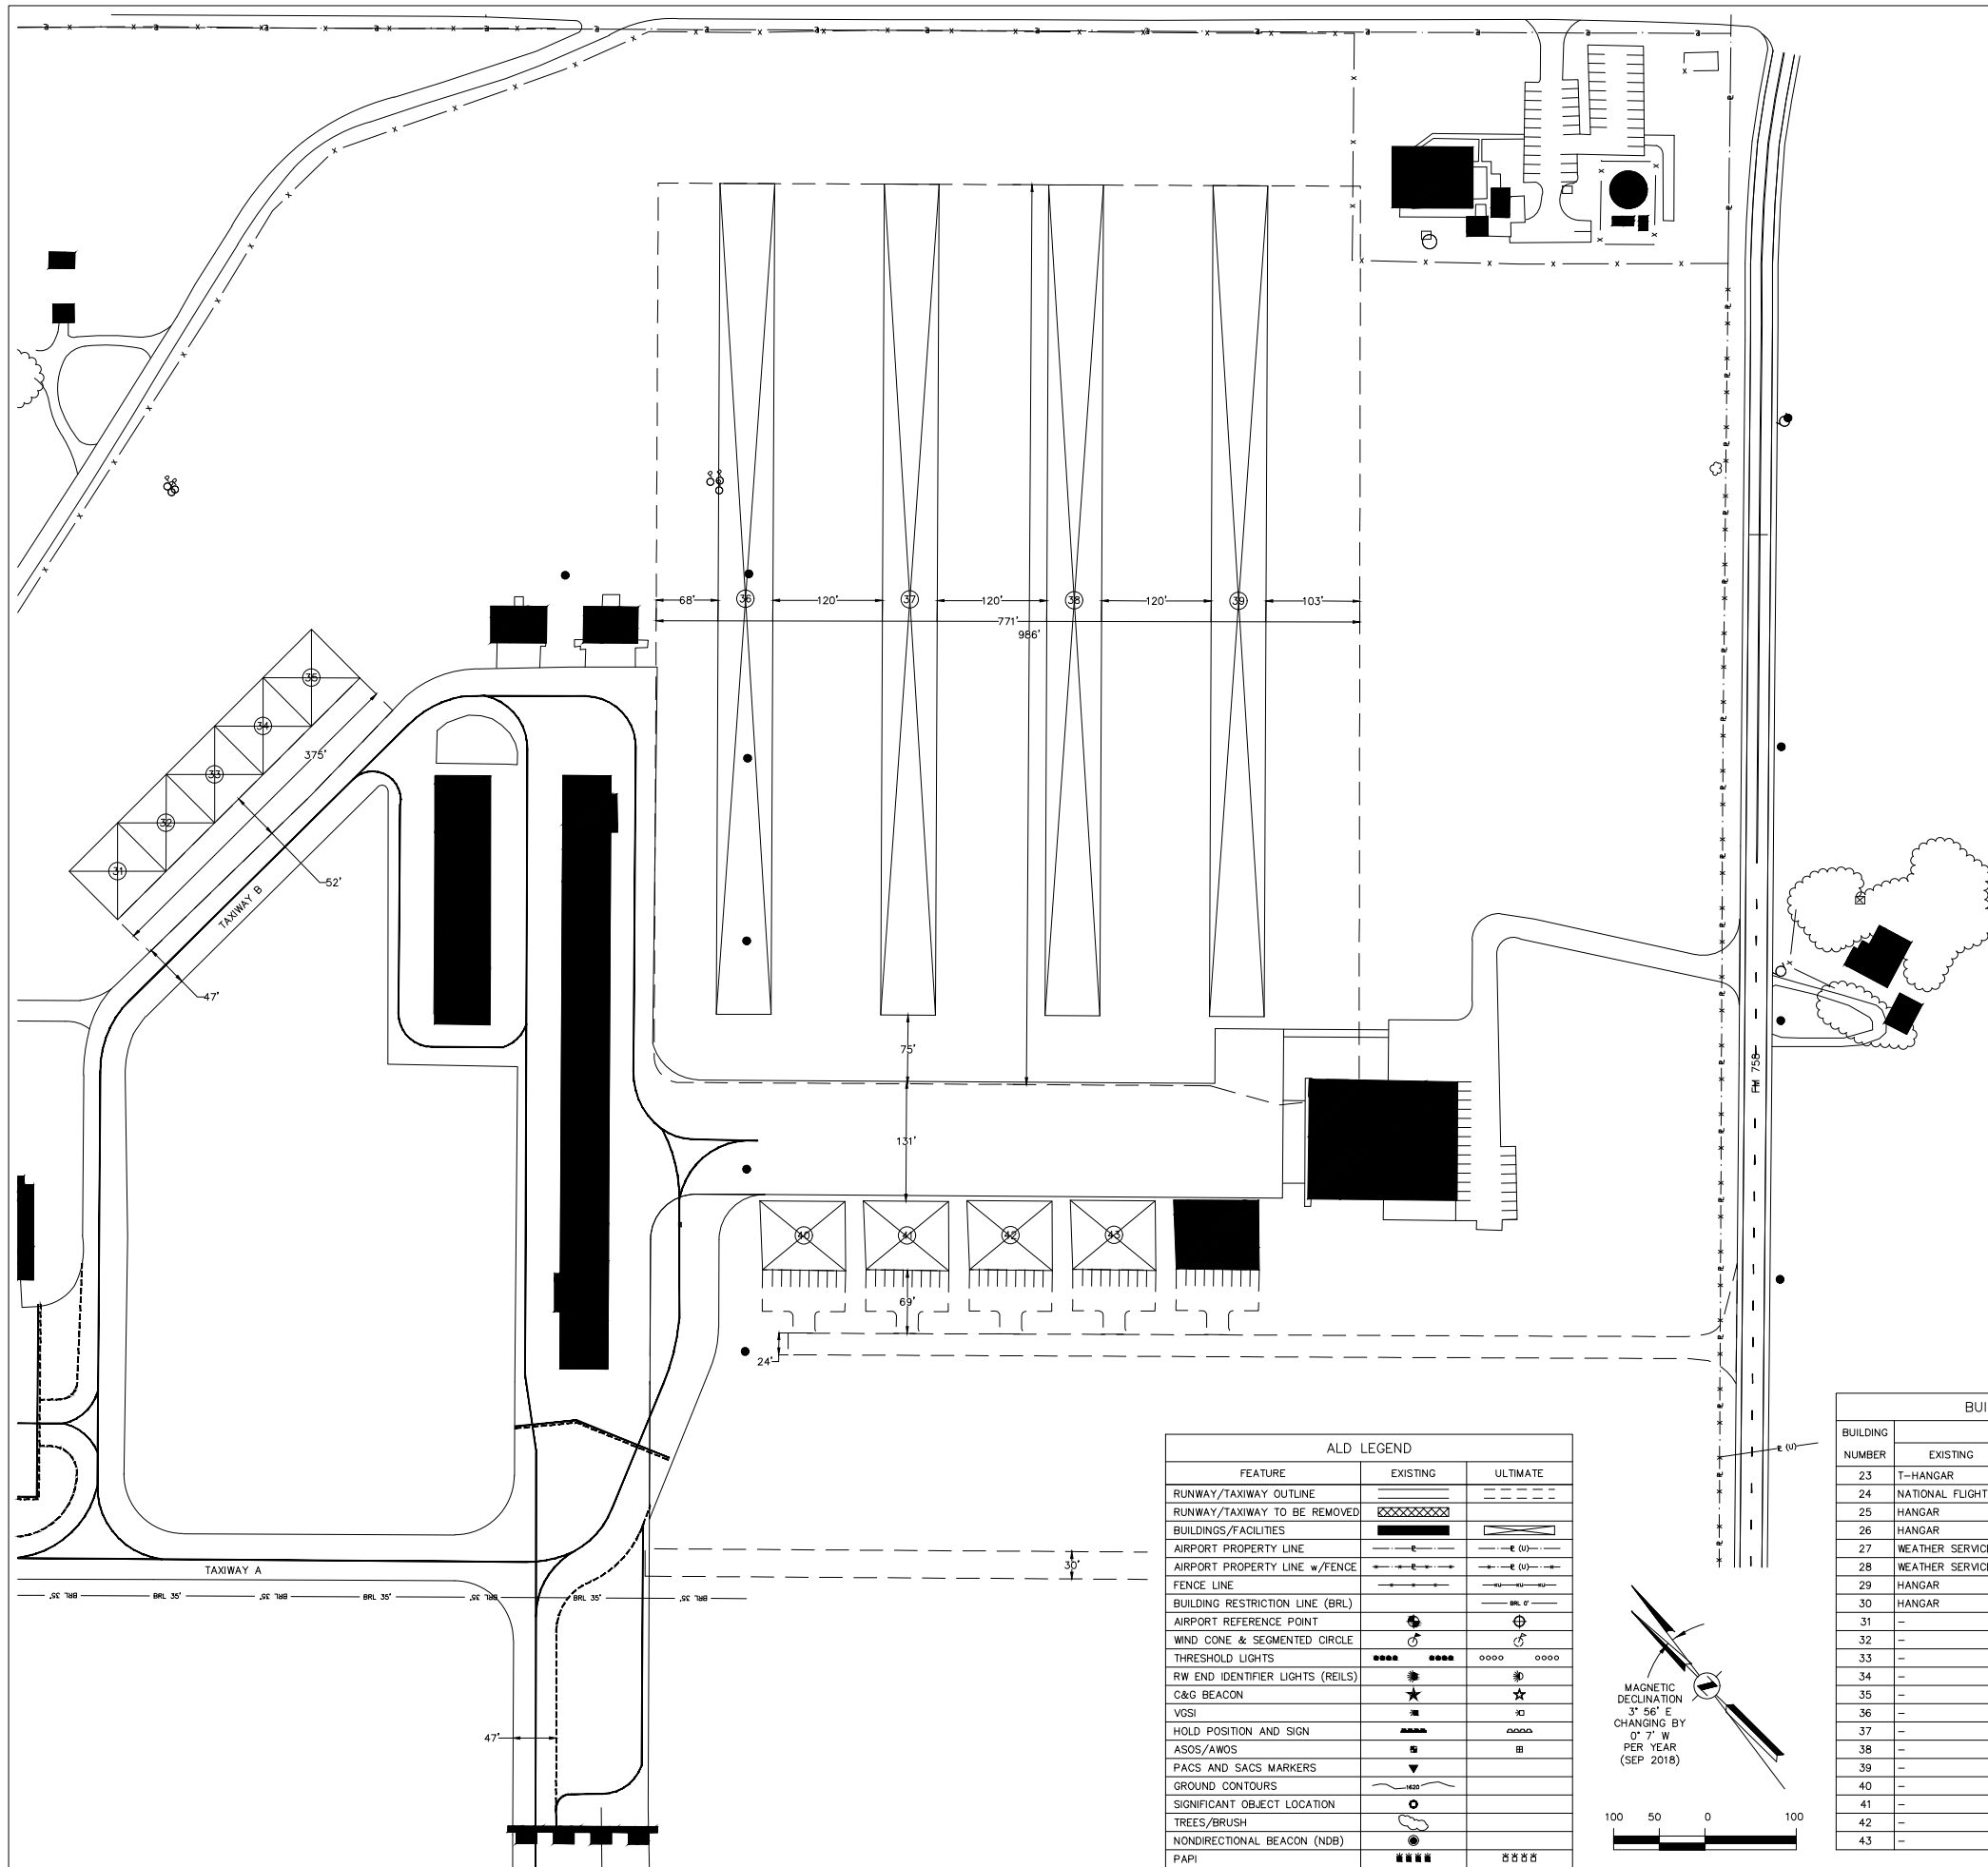 68'
36
120'
37
120'
38
120'
39
103'
771'
986'
35
34
375'
33
32
31
52'
TAXIWAY B
47'
75'
131'
40
41
42
43
69'
24'
FM 758
TAXIWAY A
BRL 35'
BRL 35'
BRL 35'
BRL 35'
BRL 35'
BRL 35'
BRL 35'
30'
47'
ALD LEGEND
FEATURE EXISTING ULTIMATE
RUNWAY/TAXIWAY OUTLINE
RUNWAY/TAXIWAY TO BE REMOVED
BUILDINGS/FACILITIES
AIRPORT PROPERTY LINE (U)
AIRPORT PROPERTY LINE w/FENCE (U)
FENCE LINE
BUILDING RESTRICTION LINE (BRL) BRL 0'
AIRPORT REFERENCE POINT
WIND CONE & SEGMENTED CIRCLE
THRESHOLD LIGHTS
RW END IDENTIFIER LIGHTS (REILS)
C&G BEACON
VGSI
HOLD POSITION AND SIGN
ASOS/AWOS
PACS AND SACS MARKERS
GROUND CONTOURS 1620
SIGNIFICANT OBJECT LOCATION
TREES/BRUSH
NONDIRECTIONAL BEACON (NDB)
PAPI
MAGNETIC
DECLINATION
3° 56' E
CHANGING BY
0° 7' W
PER YEAR
(SEP 2018)
100 50 0 100
(U)
BUI
BUILDING
NUMBER EXISTING
23 T-HANGAR
24 NATIONAL FLIGHT
25 HANGAR
26 HANGAR
27 WEATHER SERVIC
28 WEATHER SERVIC
29 HANGAR
30 HANGAR
31 -
32 -
33 -
34 -
35 -
36 -
37 -
38 -
39 -
40 -
41 -
42 -
43 -